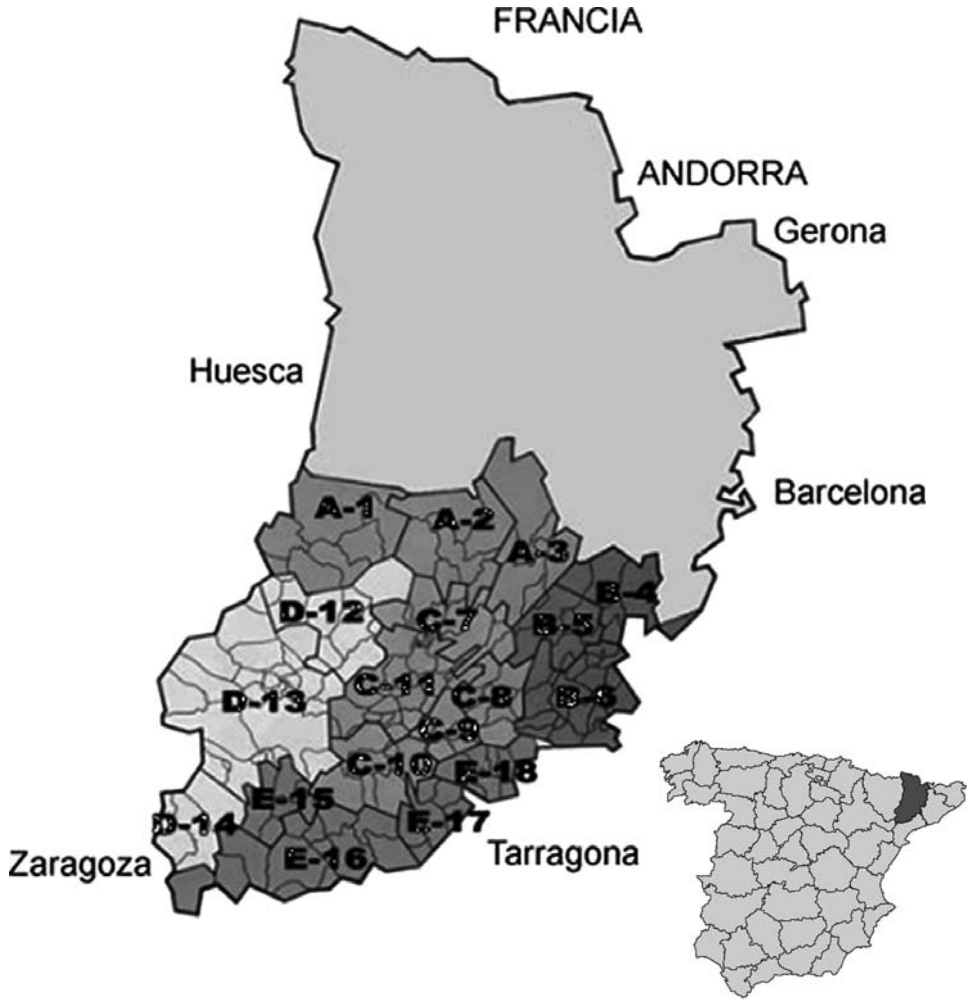 FRANCIA
ANDORRA
Gerona
Huesca
Barcelona
A-1
A-2
A-3
B-4
D-12
C-7
B-5
C-11
C-8
B-6
D-13
C-9
C-10
E-18
E-15
D-14
E-17
E-16
Zaragoza
Tarragona